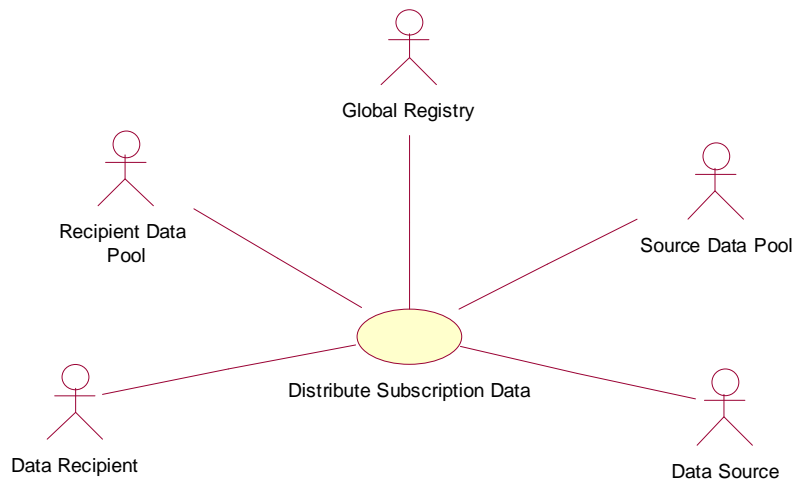 Global Registry
Recipient Data
Pool
Source Data Pool
Distribute Subscription Data
Data Recipient
Data Source